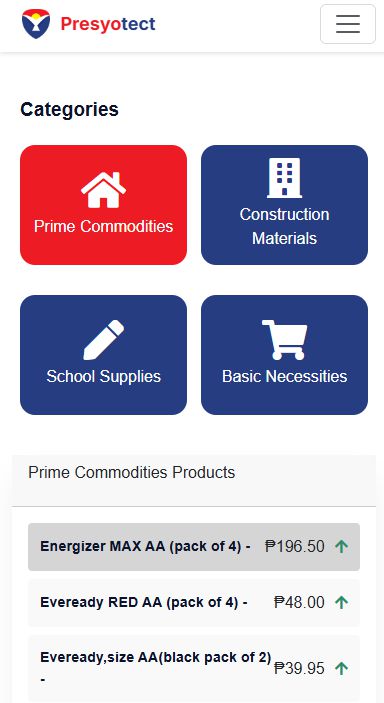 Presyotect
Categories
Prime Commodities
Construction
Materials
School Supplies
Basic Necessities
Prime Commodities Products
Energizer MAX AA (pack of 4) - ₱196.50
Eveready RED AA (pack of 4) - ₱48.00
Eveready,size AA(black pack of 2)
- ₱39.95